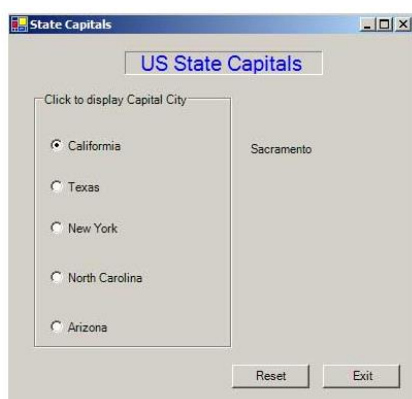 State Capitals
US State Capitals
Click to display Capital City
California
Sacramento
Texas
New York
North Carolina
Arizona
Reset
Exit